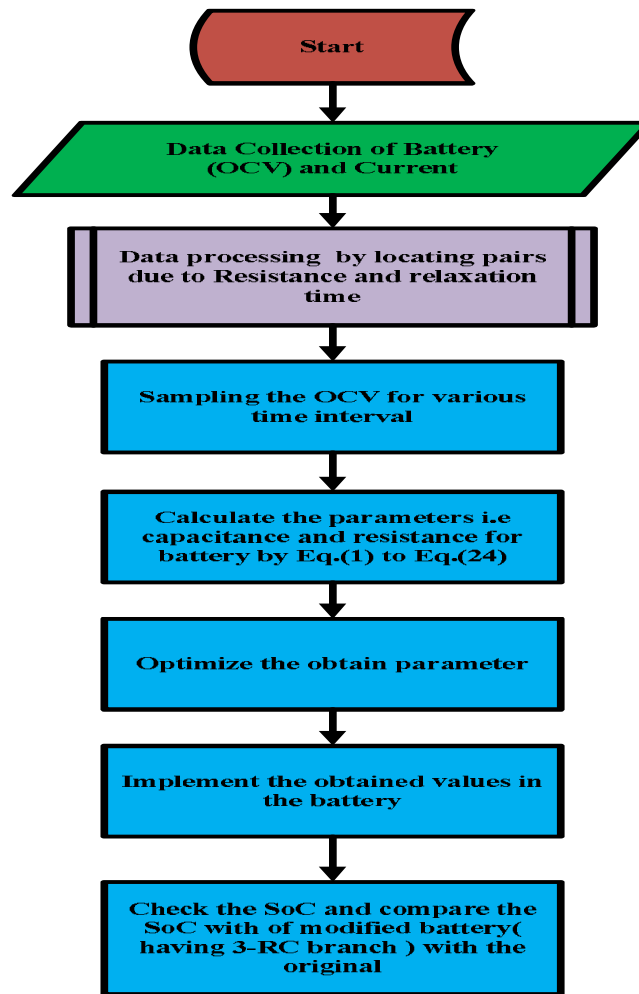 Start
Data Collection of Battery
(OCV) and Current
Data processing by locating pairs
due to Resistance and relaxation
time
Sampling the OCV for various
time interval
Calculate the parameters i.e
capacitance and resistance for
battery by Eq.(1) to Eq.(24)
Optimize the obtain parameter
Implement the obtained values in
the battery
Check the SoC and compare the
SoC with of modified battery(
having 3-RC branch ) with the
original